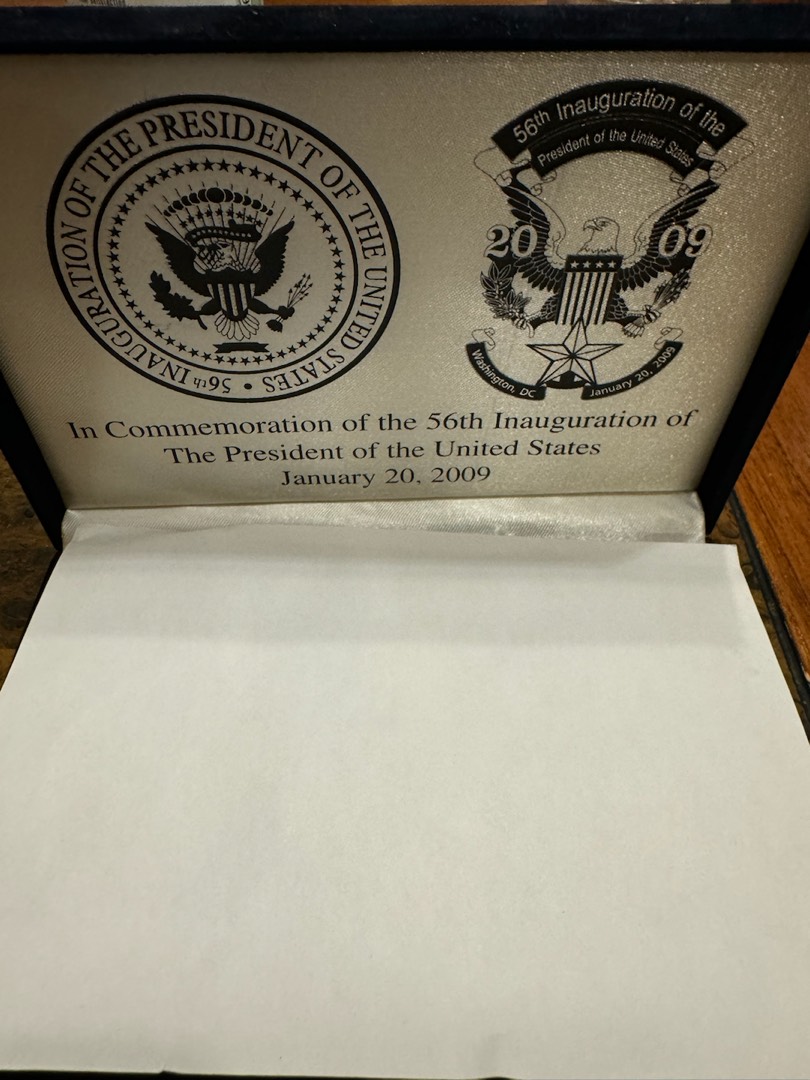 56th INAUGURATION OF THE PRESIDENT OF THE UNITED STATES •
56th Inauguration of the
President of the United States
20 09
Washington, DC January 20, 2009
In Commemoration of the 56th Inauguration of
The President of the United States
January 20, 2009